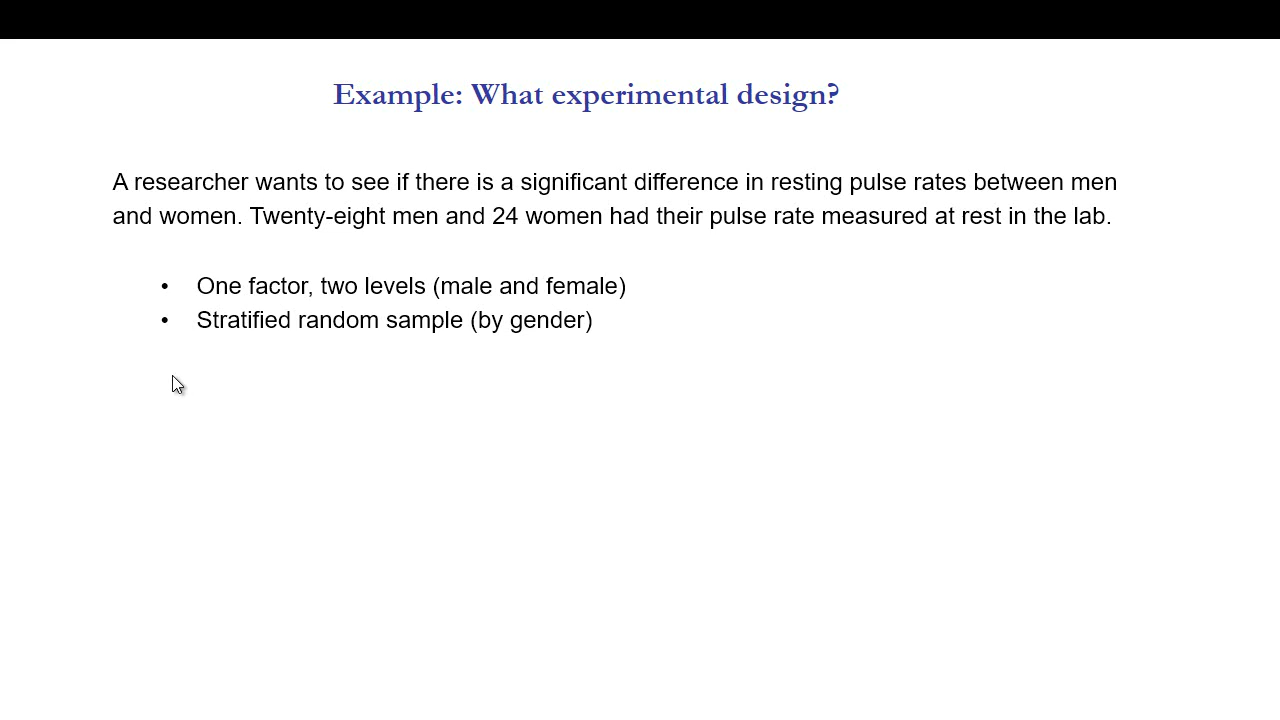 Example: What experimental design?
A researcher wants to see if there is a significant difference in resting pulse rates between men
and women. Twenty-eight men and 24 women had their pulse rate measured at rest in the lab.
• One factor, two levels (male and female)
• Stratified random sample (by gender)